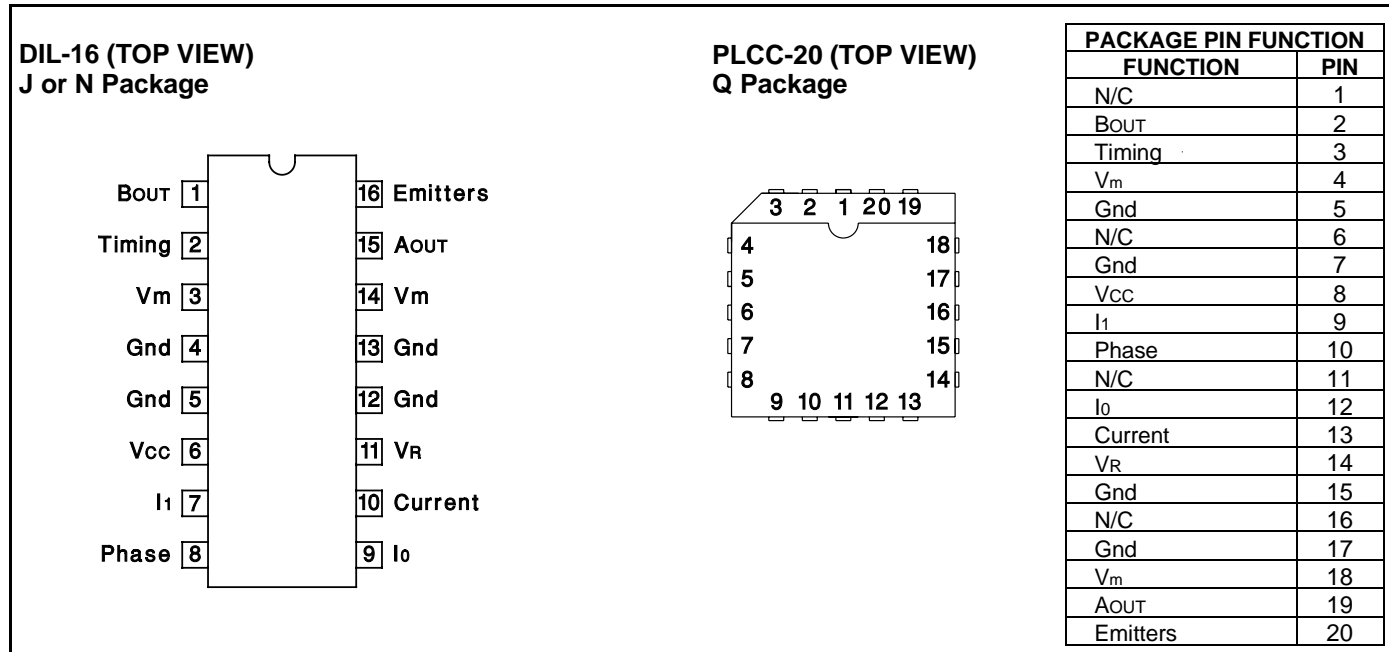 DIL-16 (TOP VIEW)
J or N Package
BOUT 1
Timing 2
Vm 3
Gnd 4
Gnd 5
Vcc 6
I1 7
Phase 8
16 Emitters
15 AOUT
14 Vm
13 Gnd
12 Gnd
11 VR
10 Current
9 I0
PLCC-20 (TOP VIEW)
Q Package
3 2 1 20 19
4 18
5 17
6 16
7 15
8 14
9 10 11 12 13
PACKAGE PIN FUNCTION
FUNCTION PIN
N/C 1
BOUT 2
Timing 3
Vm 4
Gnd 5
N/C 6
Gnd 7
VCC 8
I1 9
Phase 10
N/C 11
I0 12
Current 13
VR 14
Gnd 15
N/C 16
Gnd 17
Vm 18
AOUT 19
Emitters 20